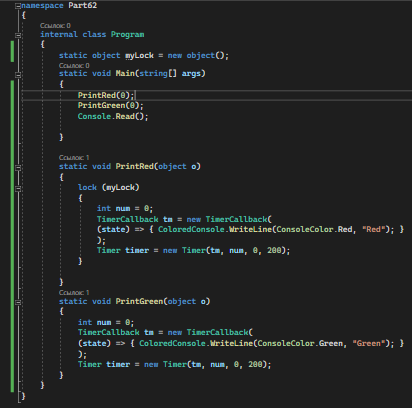 namespace Part62
{
Ссылок: 0
internal class Program
{
static object myLock = new object();
Ссылок: 0
static void Main(string[] args)
{
PrintRed(0);
PrintGreen(0);
Console.Read();
}
Ссылок: 1
static void PrintRed(object o)
{
lock (myLock)
{
int num = 0;
TimerCallback tm = new TimerCallback(
(state) => { ColoredConsole.WriteLine(ConsoleColor.Red, "Red"); }
);
Timer timer = new Timer(tm, num, 0, 200);
}
}
Ссылок: 1
static void PrintGreen(object o)
{
int num = 0;
TimerCallback tm = new TimerCallback(
(state) => { ColoredConsole.WriteLine(ConsoleColor.Green, "Green"); }
);
Timer timer = new Timer(tm, num, 0, 200);
}
}
}